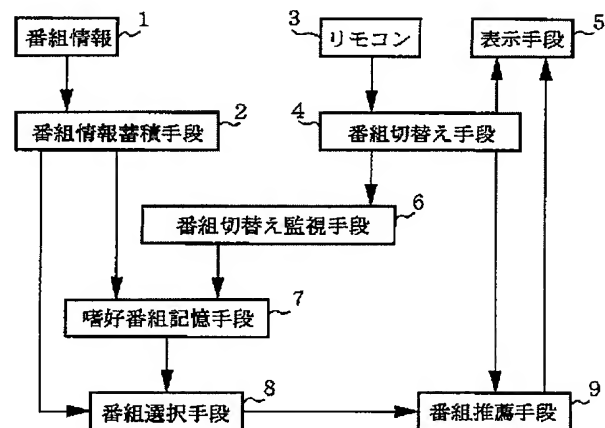 番組情報
1
3
リモコン
表示手段
5
2
番組情報蓄積手段
4
番組切替え手段
番組切替え監視手段
6
嗜好番組記憶手段
7
番組選択手段
8
番組推薦手段
9